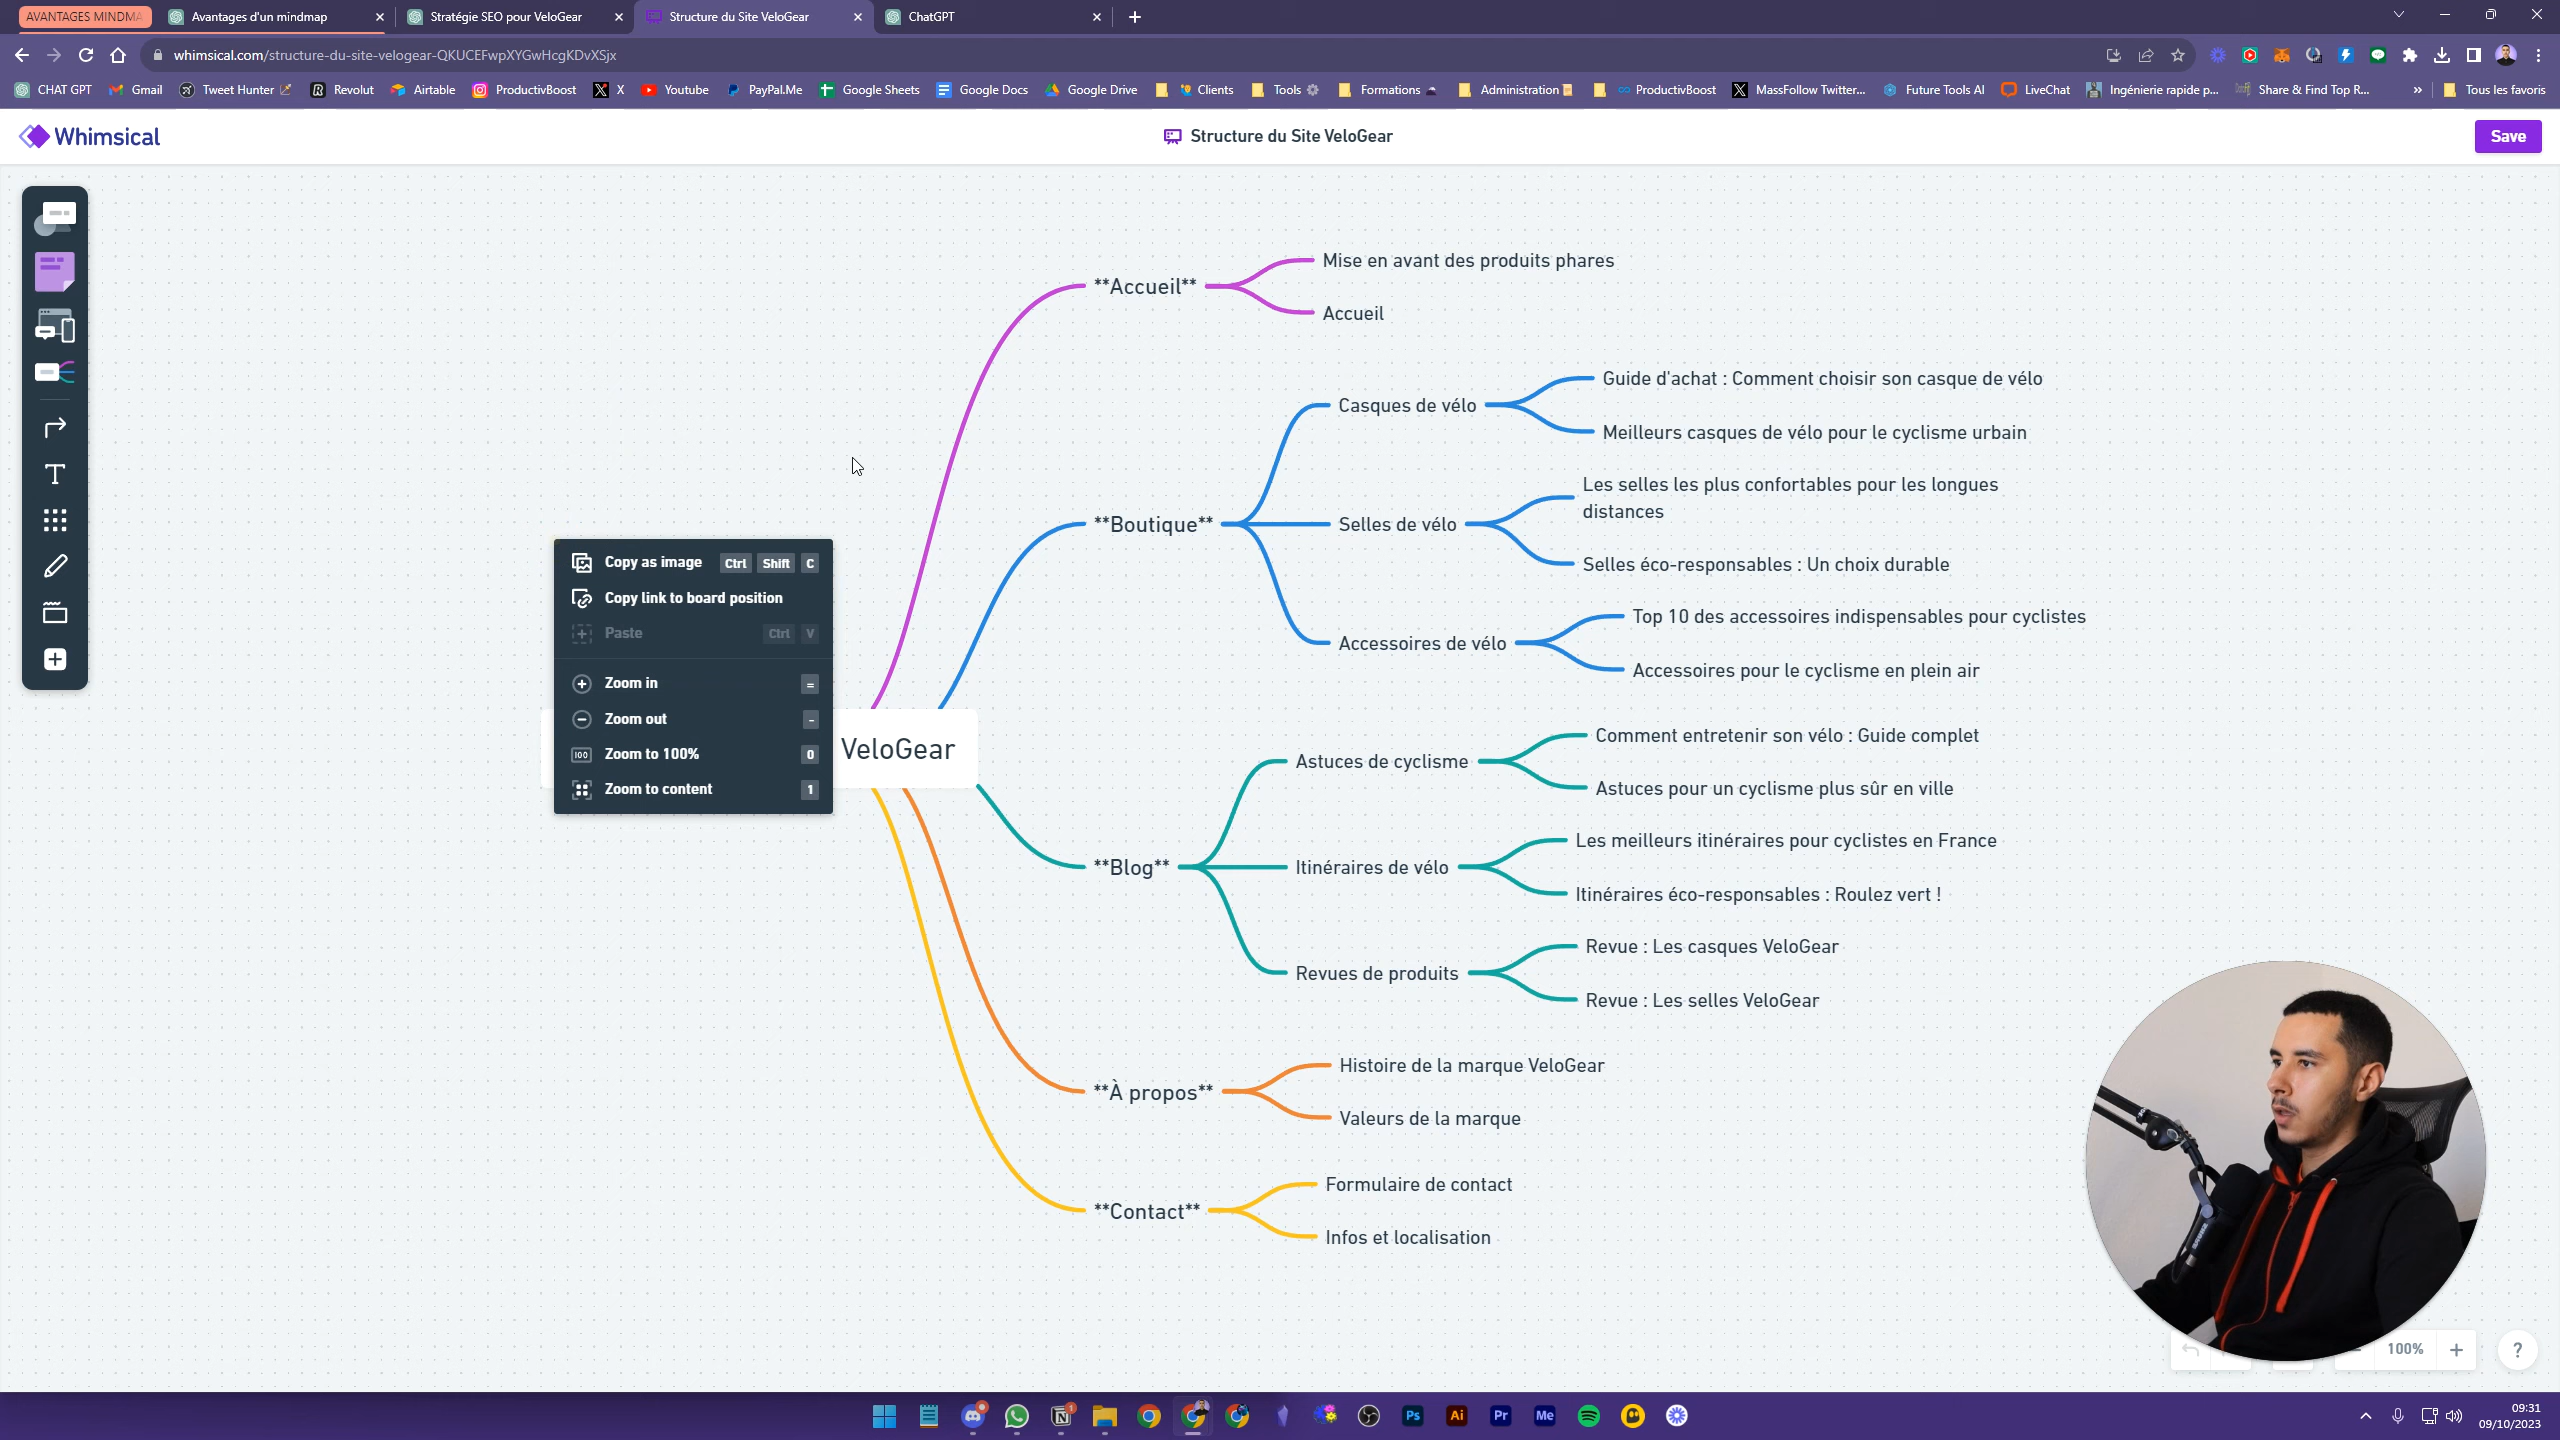 AVANTAGES MINDMA
Avantages d'un mindmap
Stratégie SEO pour VeloGear
Structure du Site VeloGear
ChatGPT
whimsical.com/structure-du-site-velogear-QKUCEFwpXYGwHcgKDvXSjx
CHAT GPT
Gmail
Tweet Hunter
Revolut
Airtable
ProductivBoost
X
Youtube
PayPal.Me
Google Sheets
Google Docs
Google Drive
Clients
Tools
Formations
Administration
ProductivBoost
MassFollow Twitter...
Future Tools AI
LiveChat
Ingénierie rapide p...
Share & Find Top R...
»
Tous les favoris
Whimsical
Structure du Site VeloGear
Save
**Accueil**
Mise en avant des produits phares
Accueil
**Boutique**
Casques de vélo
Guide d'achat : Comment choisir son casque de vélo
Meilleurs casques de vélo pour le cyclisme urbain
Selles de vélo
Les selles les plus confortables pour les longues
distances
Selles éco-responsables : Un choix durable
Accessoires de vélo
Top 10 des accessoires indispensables pour cyclistes
Accessoires pour le cyclisme en plein air
Copy as image Ctrl Shift C
Copy link to board position
Paste Ctrl V
Zoom in =
Zoom out -
100 Zoom to 100% 0
Zoom to content 1
VeloGear
**Blog**
Astuces de cyclisme
Comment entretenir son vélo : Guide complet
Astuces pour un cyclisme plus sûr en ville
Itinéraires de vélo
Les meilleurs itinéraires pour cyclistes en France
Itinéraires éco-responsables : Roulez vert !
Revues de produits
Revue : Les casques VeloGear
Revue : Les selles VeloGear
**À propos**
Histoire de la marque VeloGear
Valeurs de la marque
**Contact**
Formulaire de contact
Infos et localisation
100%
?
Ps
Ai
Pr
Me
09:31
09/10/2023